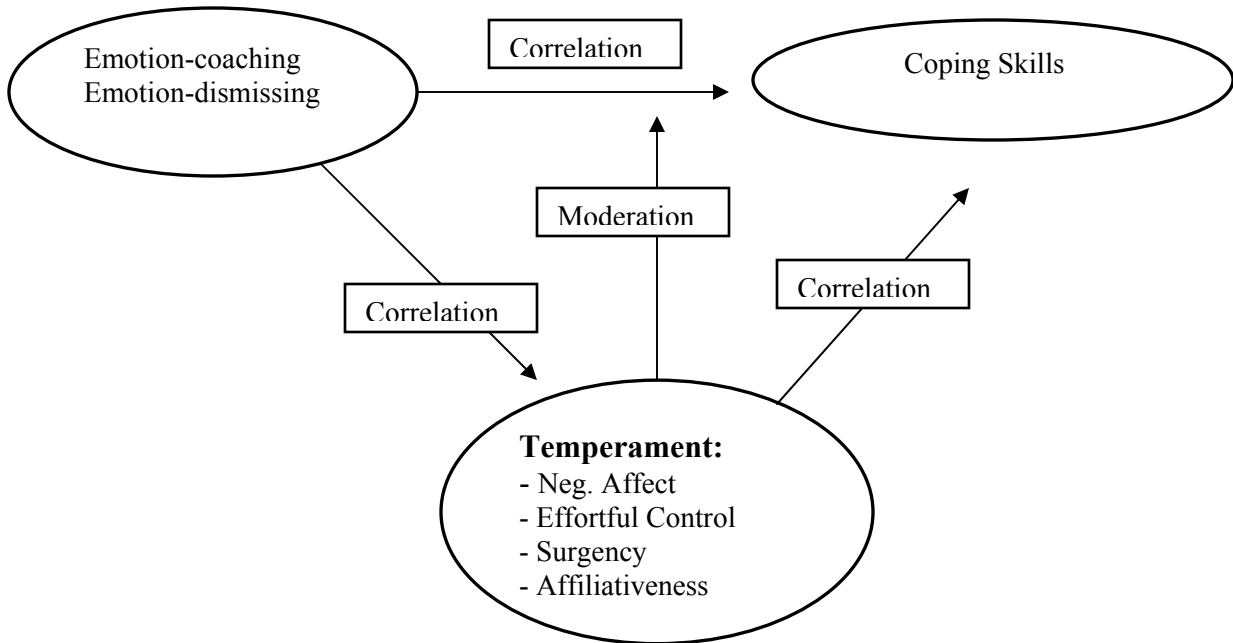 Correlation
Emotion-coaching
Emotion-dismissing
Coping Skills
Moderation
Correlation
Correlation
Temperament:
- Neg. Affect
- Effortful Control
- Surgency
- Affiliativeness